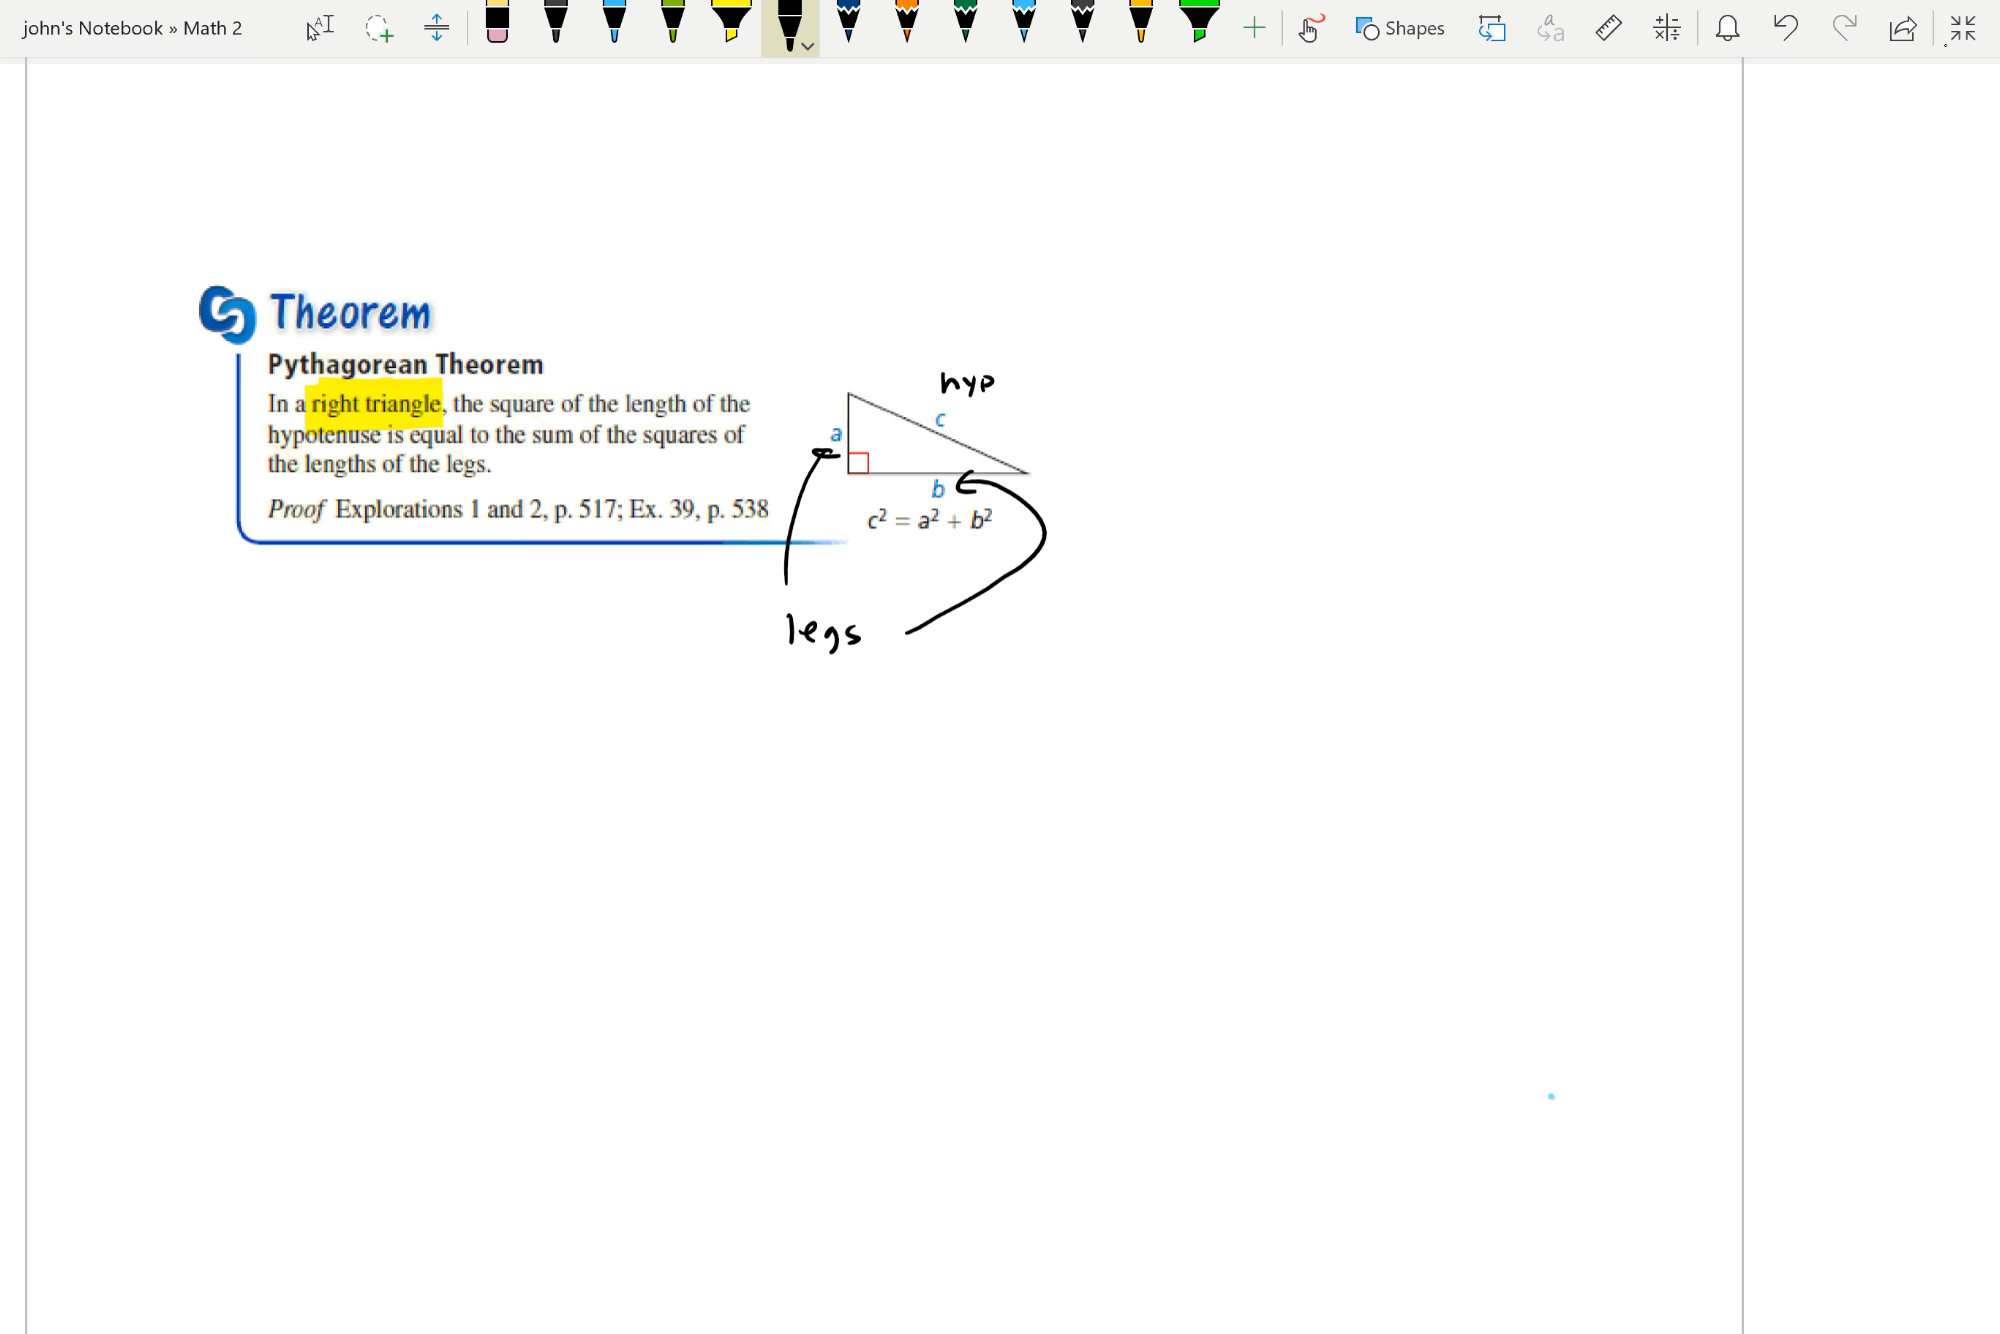 john's Notebook » Math 2
Shapes
Theorem
Pythagorean Theorem
In a right triangle, the square of the length of the
hypotenuse is equal to the sum of the squares of
the lengths of the legs.
Proof Explorations 1 and 2, p. 517; Ex. 39, p. 538
hyp
c
a
b
c² = a² + b²
legs